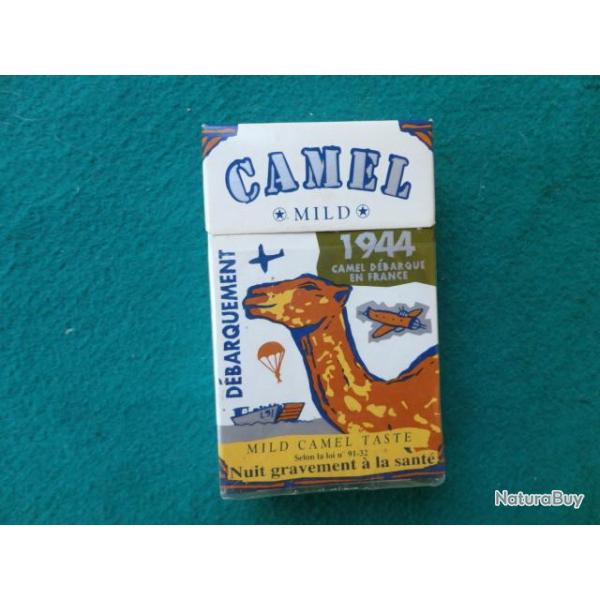 CAMEL
MILD
DÉBARQUEMENT
1944
CAMEL DÉBARQUE
EN FRANCE
MILD CAMEL TASTE
Selon la loi n° 91-32
Nuit gravement à la santé
NaturaBuy